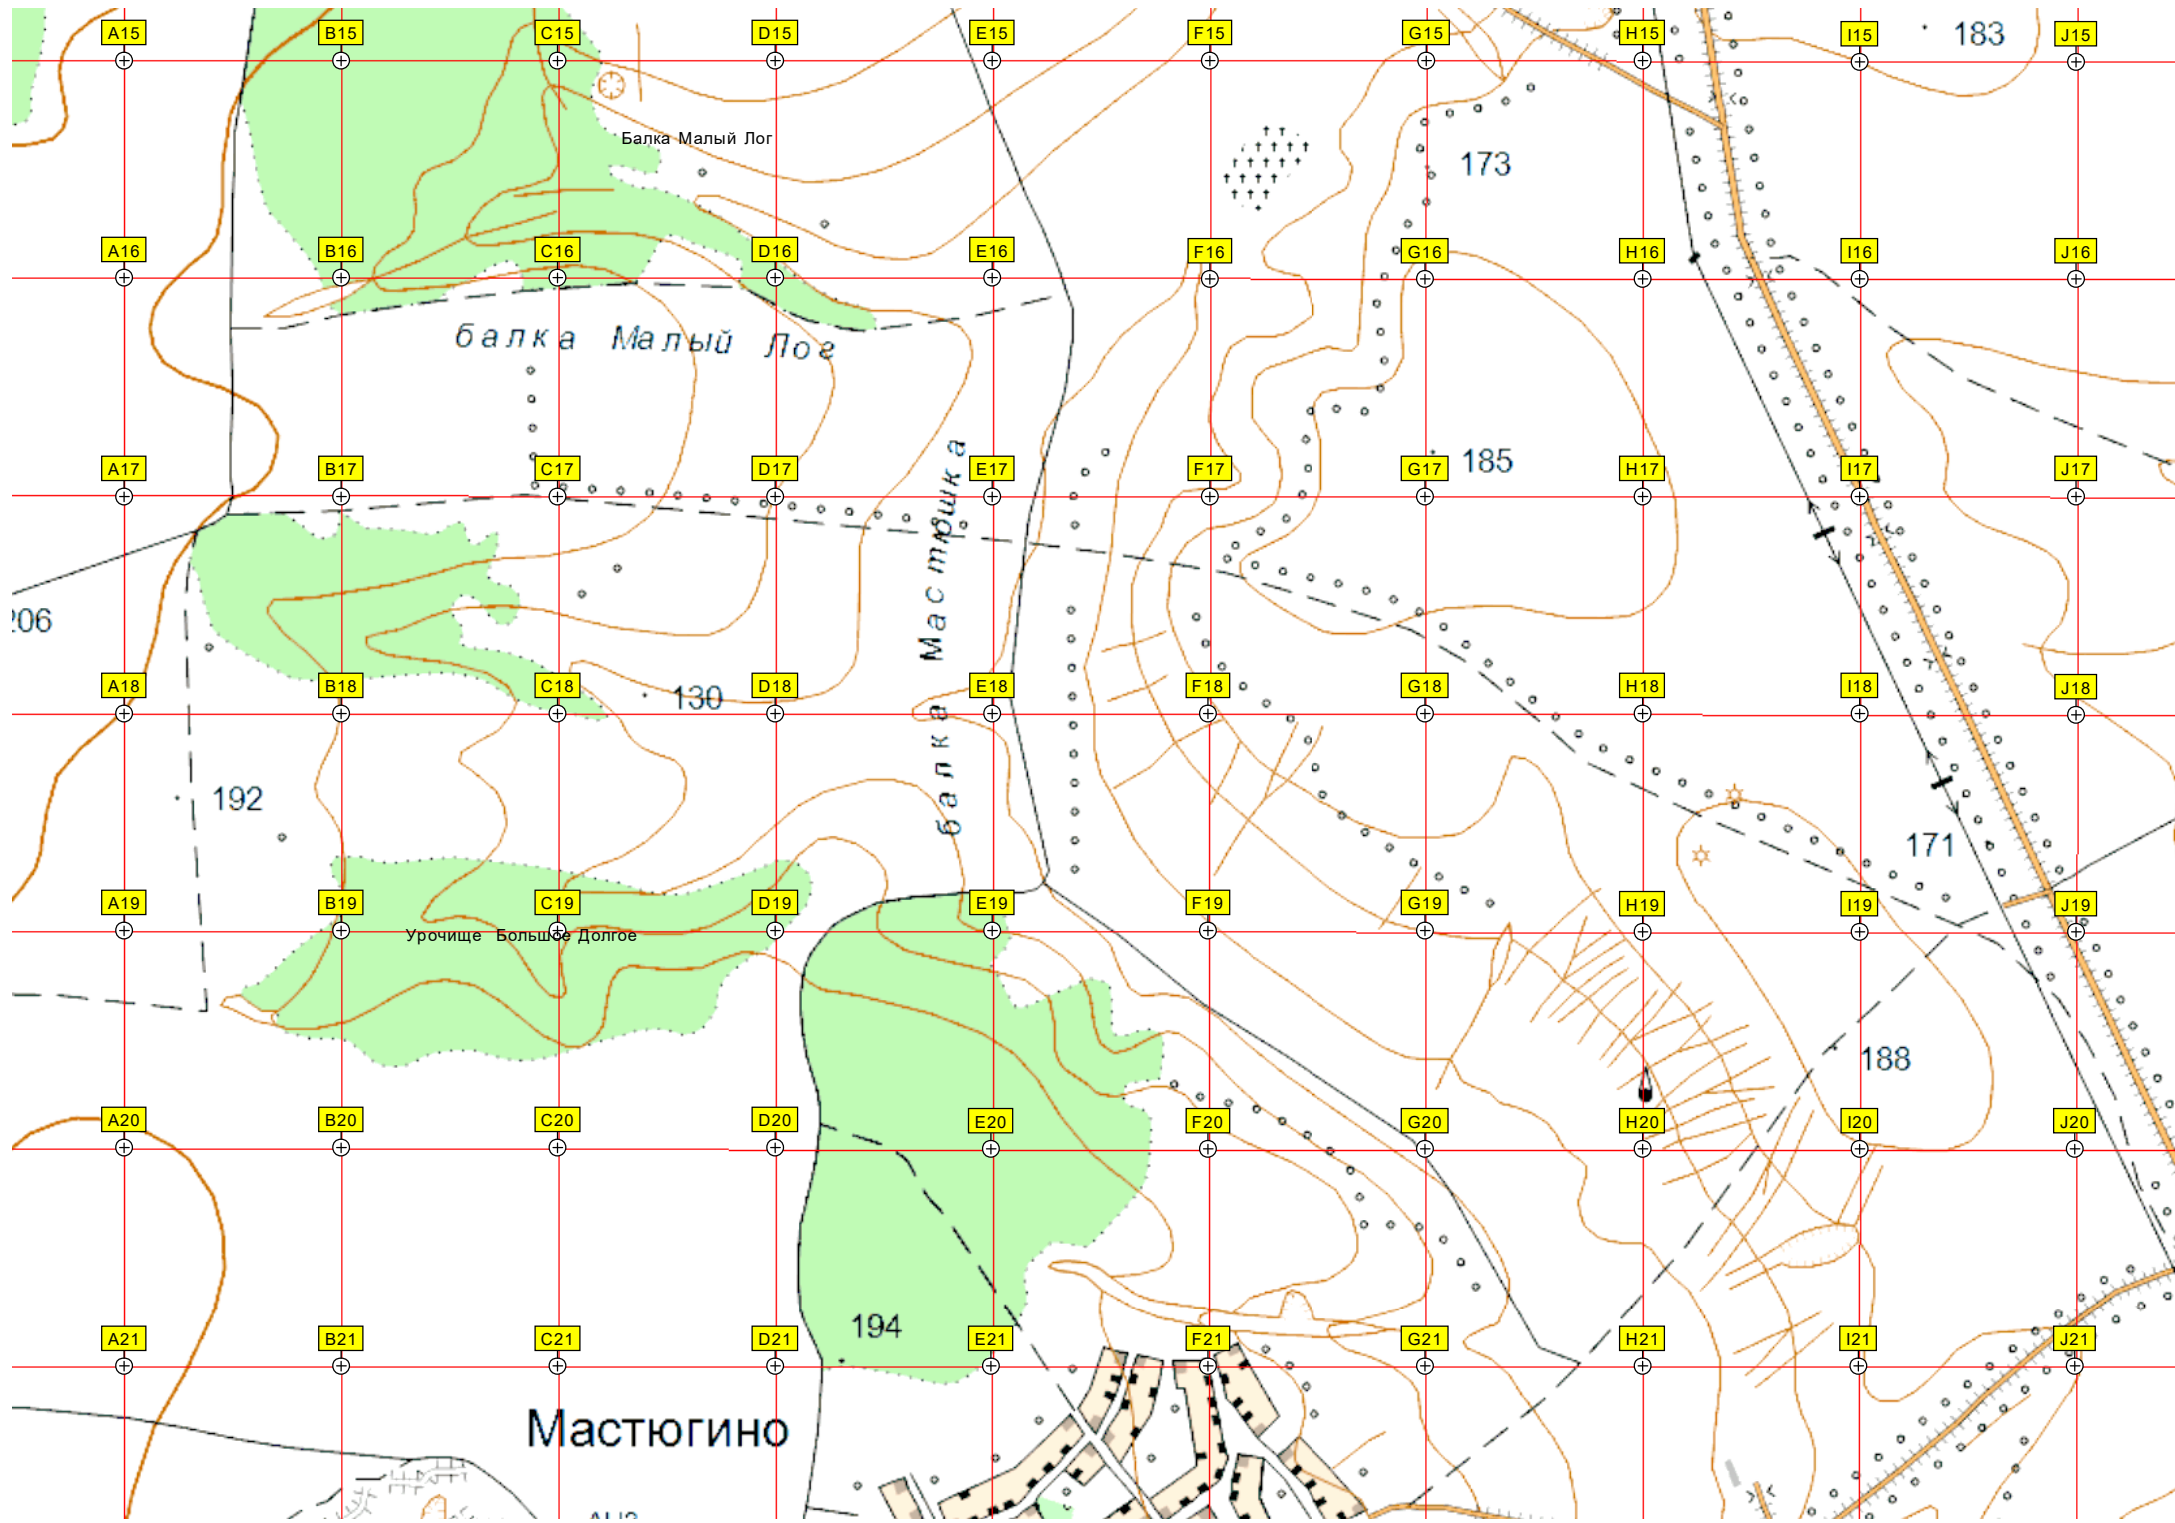 A15 B15 C15 D15 E15 F15 G15 H15 I15 183 J15
Балка Малый Лог
173
A16 B16 C16 D16 E16 F16 G16 H16 I16 J16
балка Малый Лог
A17 B17 C17 D17 E17 F17 G17 185 H17 I17 J17
балка Мастюшка
206
A18 B18 C18 130 D18 E18 F18 G18 H18 I18 J18
192
171
A19 B19 C19 D19 E19 F19 G19 H19 I19 J19
Урочище Большое Долгое
188
A20 B20 C20 D20 E20 F20 G20 H20 I20 J20
194
A21 B21 C21 D21 E21 F21 G21 H21 I21 J21
Мастюгино